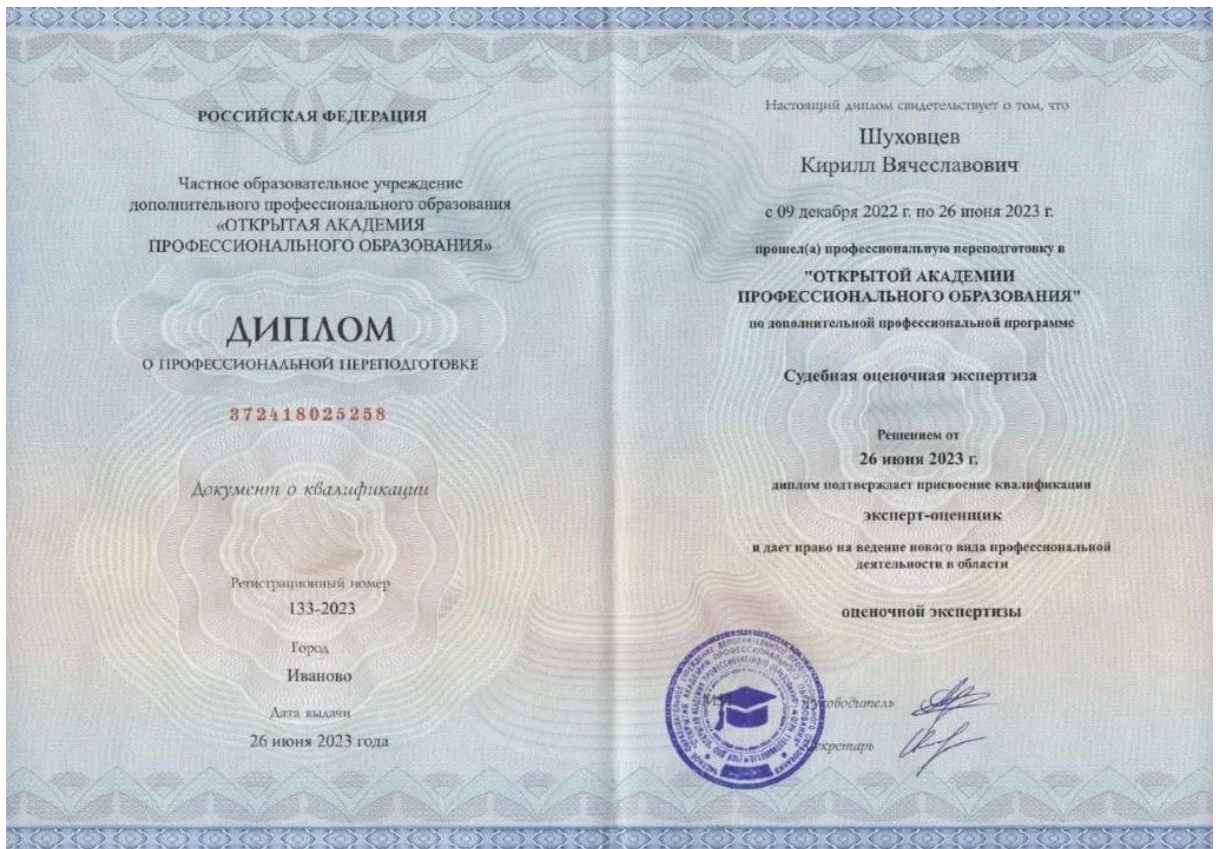 РОССИЙСКАЯ ФЕДЕРАЦИЯ
Частное образовательное учреждение
дополнительного профессионального образования
«ОТКРЫТАЯ АКАДЕМИЯ
ПРОФЕССИОНАЛЬНОГО ОБРАЗОВАНИЯ»
ДИПЛОМ
О ПРОФЕССИОНАЛЬНОЙ ПЕРЕПОДГОТОВКЕ
372418025258
Документ о квалификации
Регистрационный номер
133-2023
Город
Иваново
Дата выдачи
26 июня 2023 года
Настоящий диплом свидетельствует о том, что
Шуховцев
Кирилл Вячеславович
с 09 декабря 2022 г. по 26 июня 2023 г.
прошел(а) профессиональную переподготовку в
"ОТКРЫТОЙ АКАДЕМИИ
ПРОФЕССИОНАЛЬНОГО ОБРАЗОВАНИЯ"
по дополнительной профессиональной программе
Судебная оценочная экспертиза
Решением от
26 июня 2023 г.
диплом подтверждает присвоение квалификации
эксперт-оценщик
и дает право на ведение нового вида профессиональной
деятельности в области
оценочной экспертизы
М.П. Руководитель
Секретарь